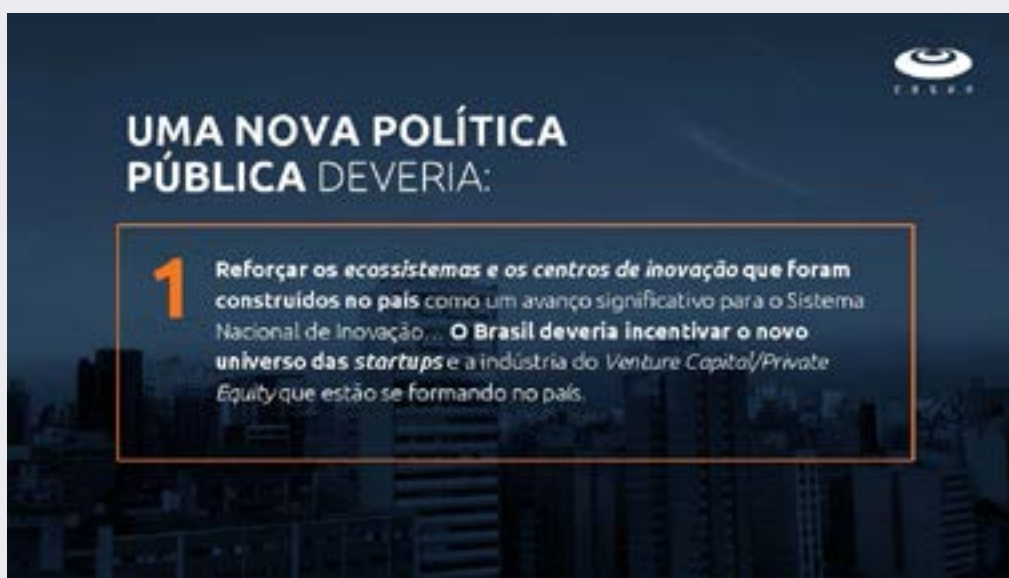 UMA NOVA POLÍTICA
PÚBLICA DEVERIA:
1
Reforçar os ecossistemas e os centros de inovação que foram
construídos no país como um avanço significativo para o Sistema
Nacional de Inovação... O Brasil deveria incentivar o novo
universo das startups e a indústria do Venture Capital/Private
Equity que estão se formando no país.